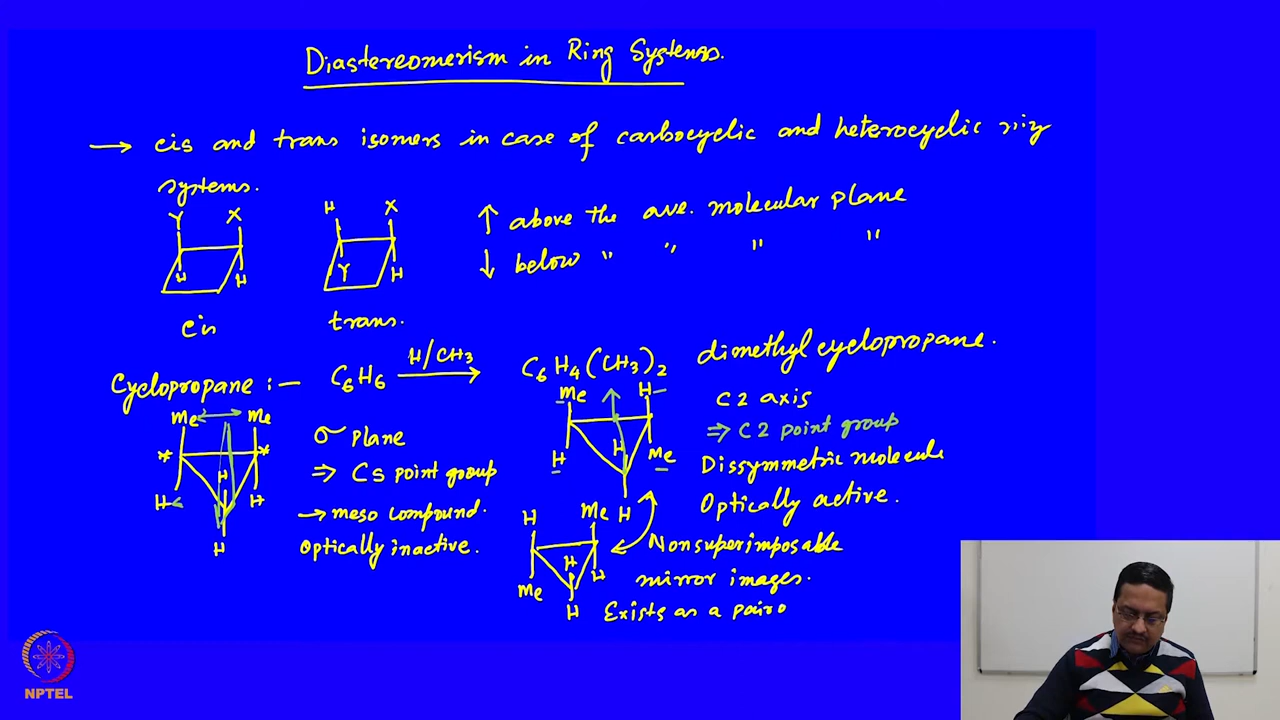 Diastereomerism in Ring Systems.
→ cis and trans isomers in case of carbocyclic and heterocyclic ring
systems.
Y X
H H
cis
H X
Y H
trans.
↑ above the ave. molecular plane
↓ below " " " "
Cyclopropane :- C6H6 H/CH3 → C6H4(CH3)2 dimethyl cyclopropane.
Me Me
* *
H H H
H
σ plane
⇒ Cs point group
→ meso compound.
Optically inactive.
Me H
H H Me
H
C2 axis
⇒ C2 point group
Dissymmetric molecule
Optically active.
H Me
H
Me H
H
Nonsuperimposable
mirror images.
Exists as a pair o
NPTEL